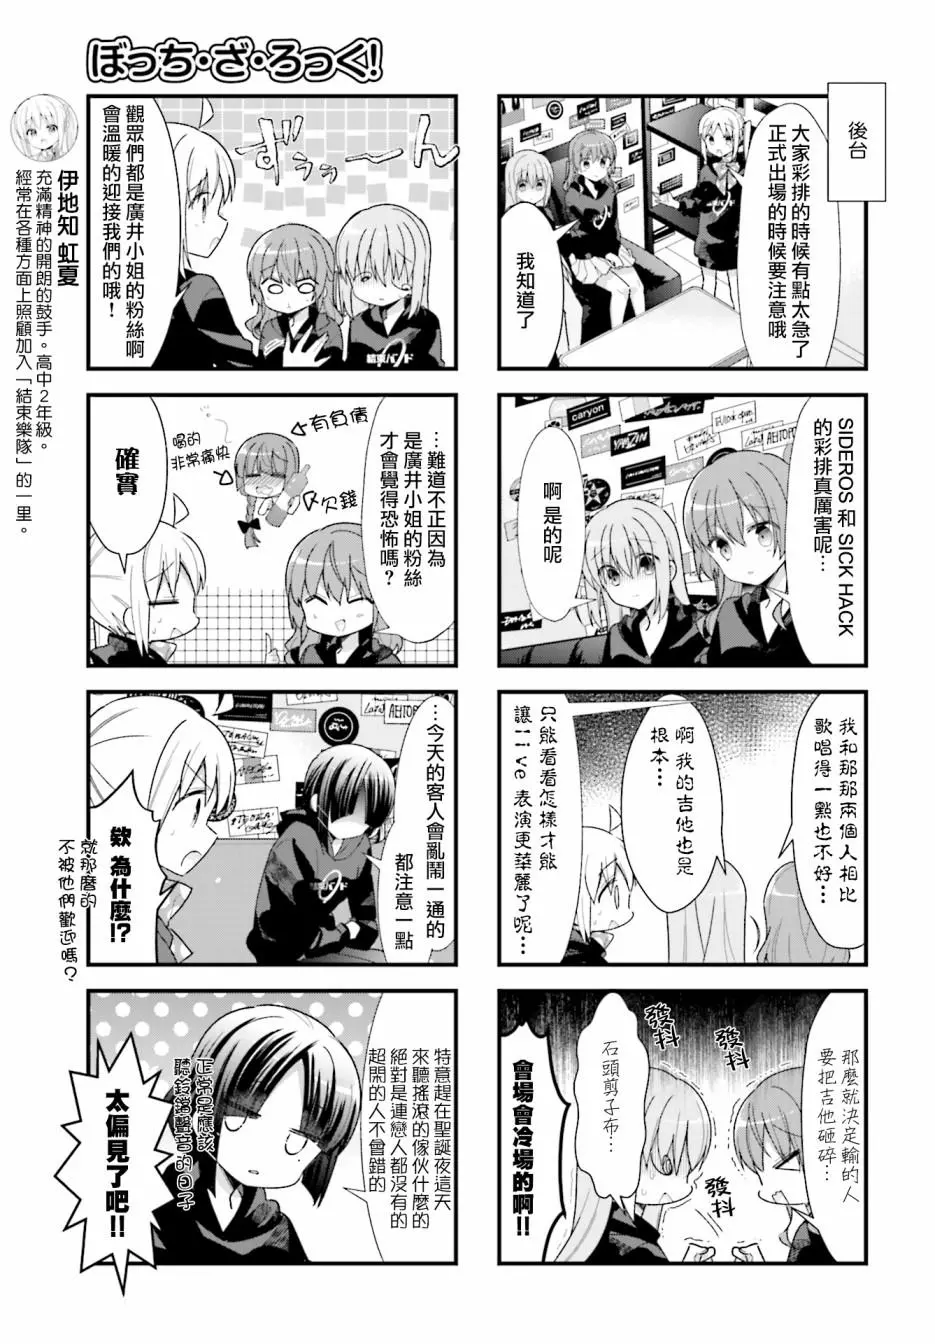 ぼっち・ざ・ろっく!
後台
大家彩排的時候有點太急了
正式出場的時候要注意哦
我知道了
SIDEROS 和 SICK HACK
的彩排真厲害呢…
啊 是的呢
caryon
我和那那兩個人相比
歌唱得一點也不好…
啊 我的吉他也是
根本…
只能看看怎樣才能
讓live 表演更華麗了呢…
那麼就決定輸的人
要把吉他砸碎…
發抖
發抖
發抖
石頭剪子布…
會場會冷場的啊!!
ずぅ〜〜ん
觀眾們都是廣井小姐的粉絲啊
會溫暖的迎接我們的哦!
結束バンド
…難道不正因為
是廣井小姐的粉絲
才會覺得恐怖嗎?
有負債
喝的
非常痛快
欠錢
確實
…今天的客人會亂鬧一通的
都注意一點
欸 為什麼!?
就那麼的
不被他們歡迎嗎?
特意趕在聖誕夜這天
來聽搖滾的傢伙什麼的
絕對是連戀人都沒有的
超閑的人不曾錯的
正常是應該
聽鈴鐺聲音的日子
太偏見了吧!!
伊地知 虹夏
充滿精神的開朗的鼓手。高中2年級。
經常在各種方面上照顧加入「結束樂隊」的一里。